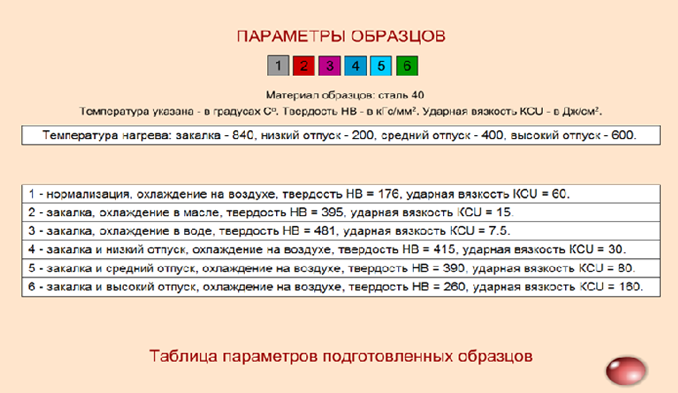 ПАРАМЕТРЫ ОБРАЗЦОВ
1 2 3 4 5 6
Материал образцов: сталь 40
Температура указана - в градусах С°. Твердость НВ - в кГс/мм². Ударная вязкость KCU - в Дж/см².
Температура нагрева: закалка - 840, низкий отпуск - 200, средний отпуск - 400, высокий отпуск - 600.
1 - нормализация, охлаждение на воздухе, твердость НВ = 176, ударная вязкость KCU = 60.
2 - закалка, охлаждение в масле, твердость НВ = 395, ударная вязкость KCU = 15.
3 - закалка, охлаждение в воде, твердость НВ = 481, ударная вязкость KCU = 7.5.
4 - закалка и низкий отпуск, охлаждение на воздухе, твердость НВ = 415, ударная вязкость KCU = 30.
5 - закалка и средний отпуск, охлаждение на воздухе, твердость НВ = 390, ударная вязкость KCU = 80.
6 - закалка и высокий отпуск, охлаждение на воздухе, твердость НВ = 260, ударная вязкость KCU = 160.
Таблица параметров подготовленных образцов